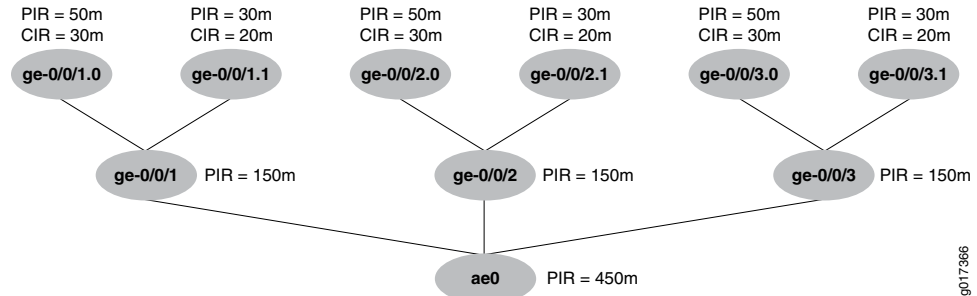 PIR = 50m
CIR = 30m
PIR = 30m
CIR = 20m
PIR = 50m
CIR = 30m
PIR = 30m
CIR = 20m
PIR = 50m
CIR = 30m
PIR = 30m
CIR = 20m
ge-0/0/1.0
ge-0/0/1.1
ge-0/0/2.0
ge-0/0/2.1
ge-0/0/3.0
ge-0/0/3.1
ge-0/0/1
PIR = 150m
ge-0/0/2
PIR = 150m
ge-0/0/3
PIR = 150m
ae0
PIR = 450m
g017366